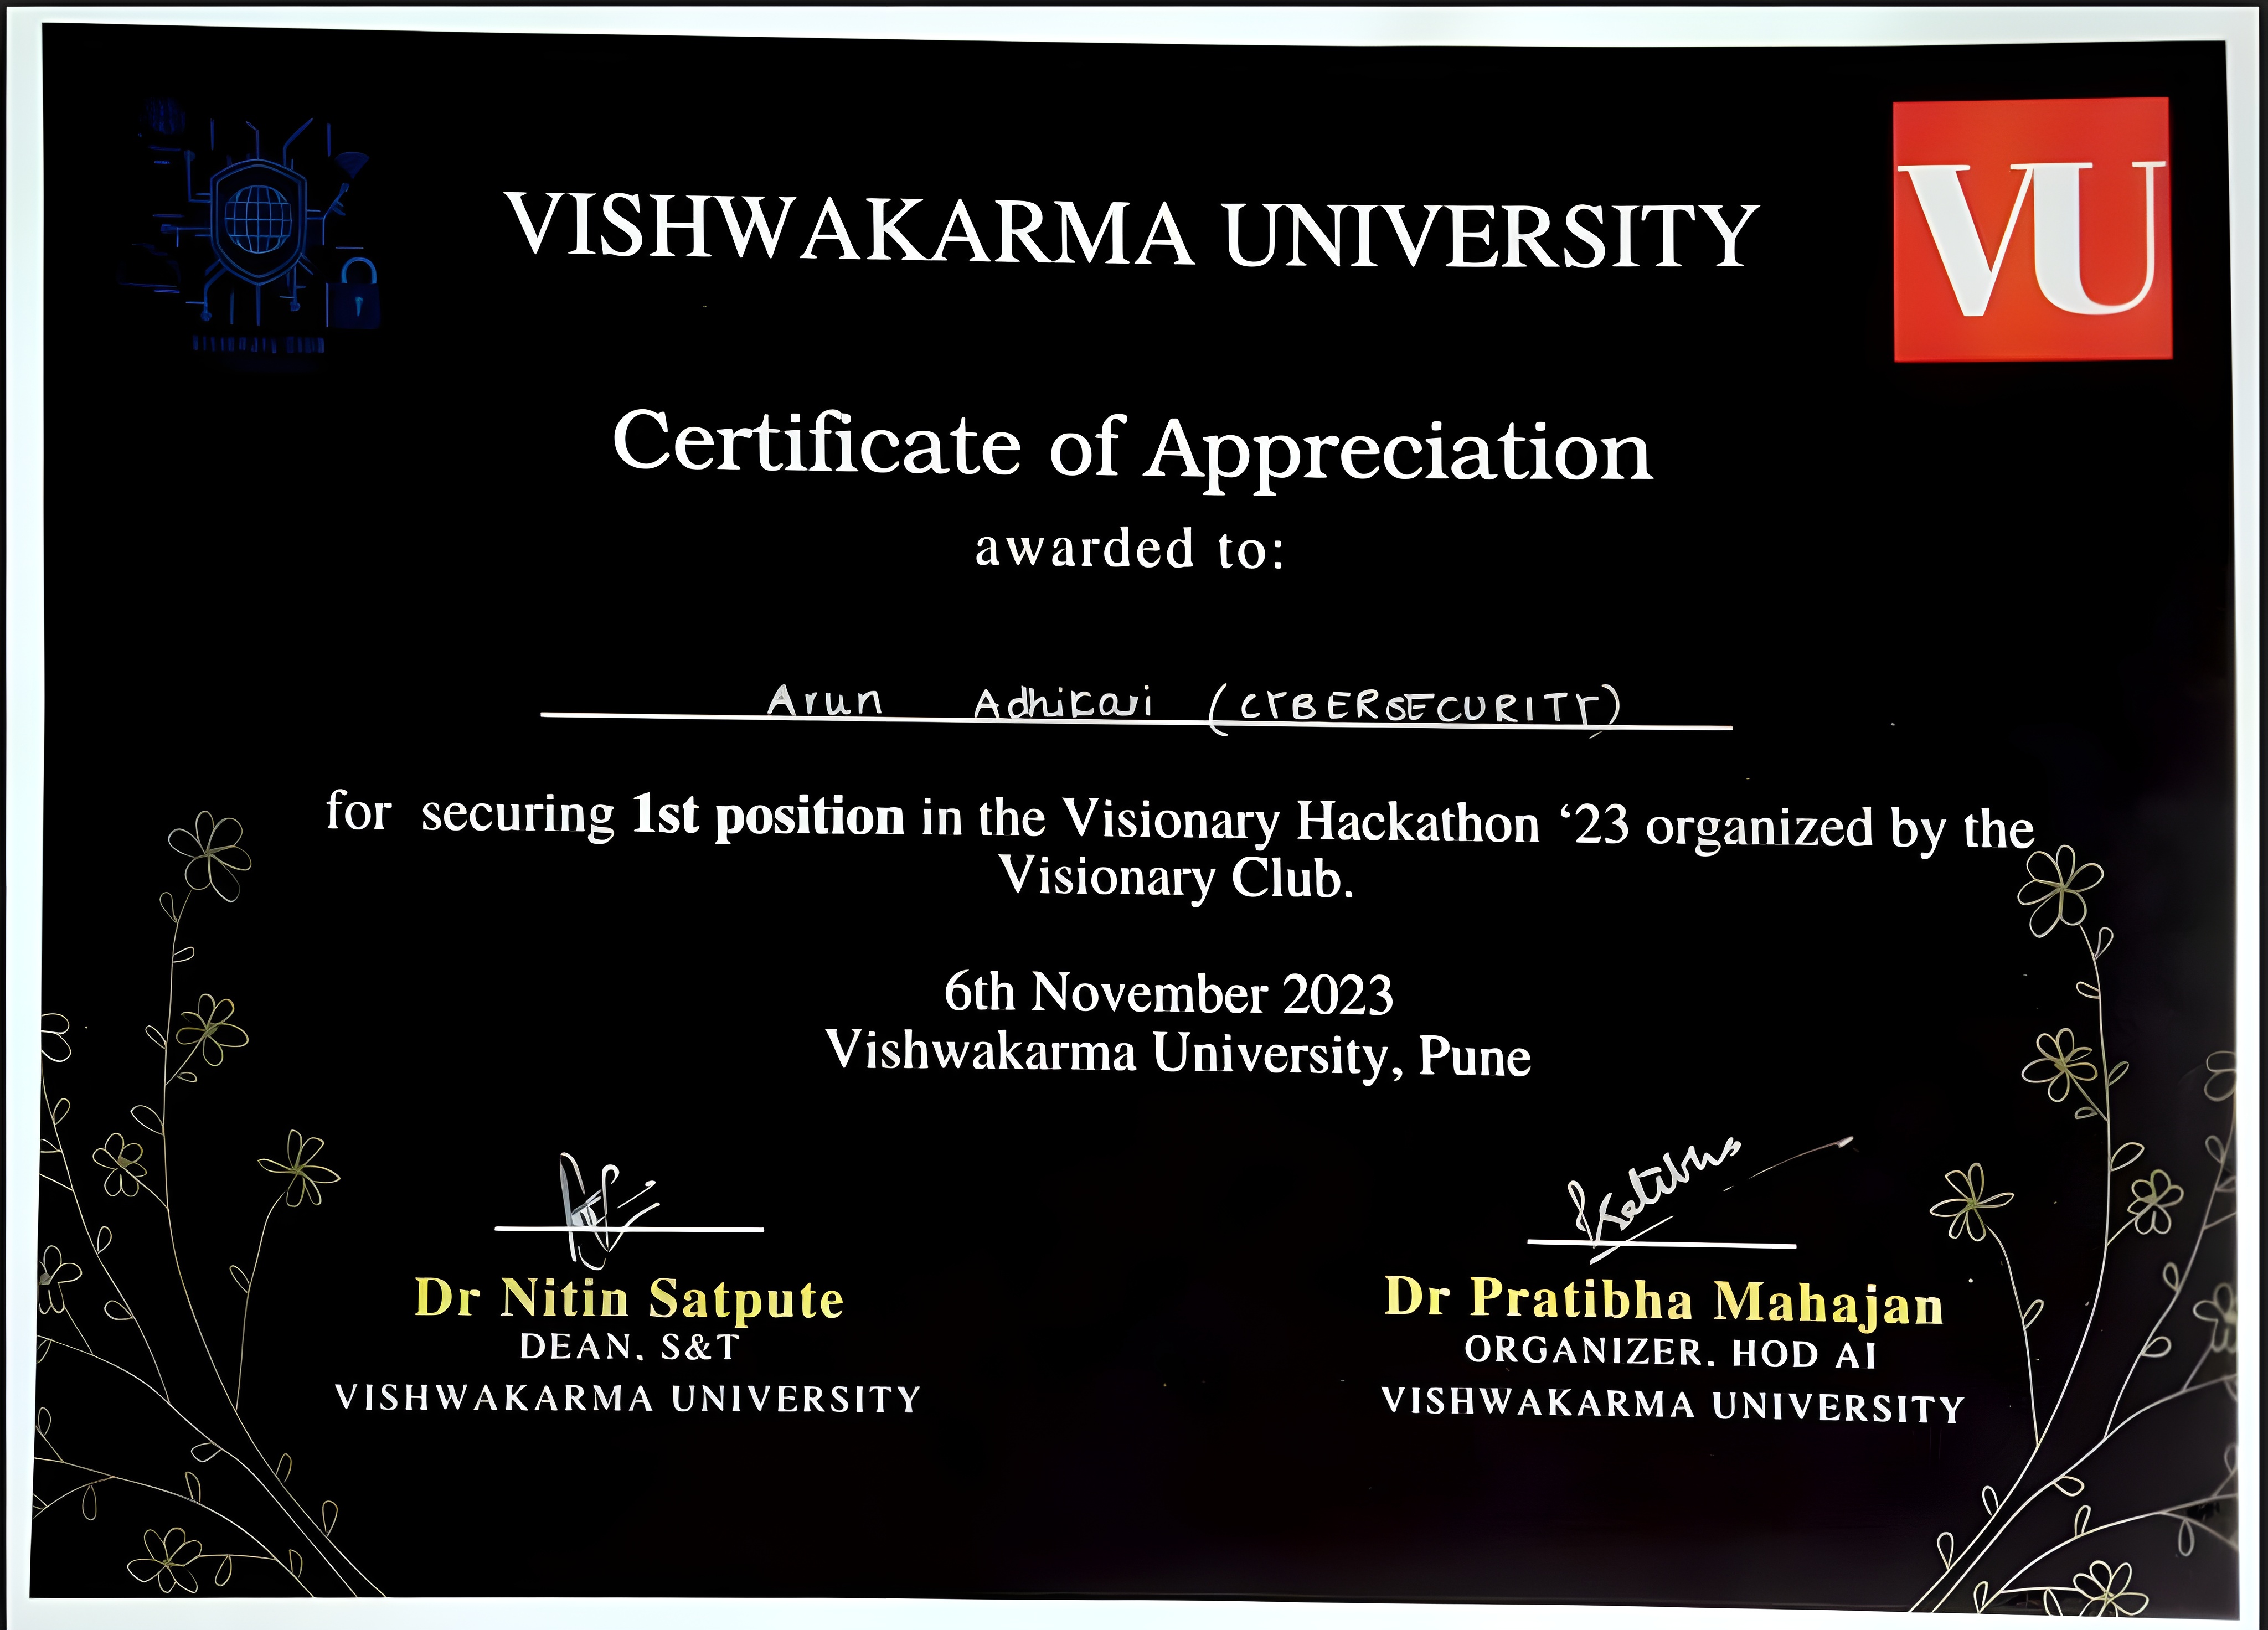 VISHWAKARMA UNIVERSITY
VU
Certificate of Appreciation
awarded to:
Arun Adhikari (CYBERSECURITY)
for securing 1st position in the Visionary Hackathon ‘23 organized by the
Visionary Club.
6th November 2023
Vishwakarma University, Pune
Dr Nitin Satpute
DEAN, S&T
VISHWAKARMA UNIVERSITY
Dr Pratibha Mahajan
ORGANIZER, HOD AI
VISHWAKARMA UNIVERSITY